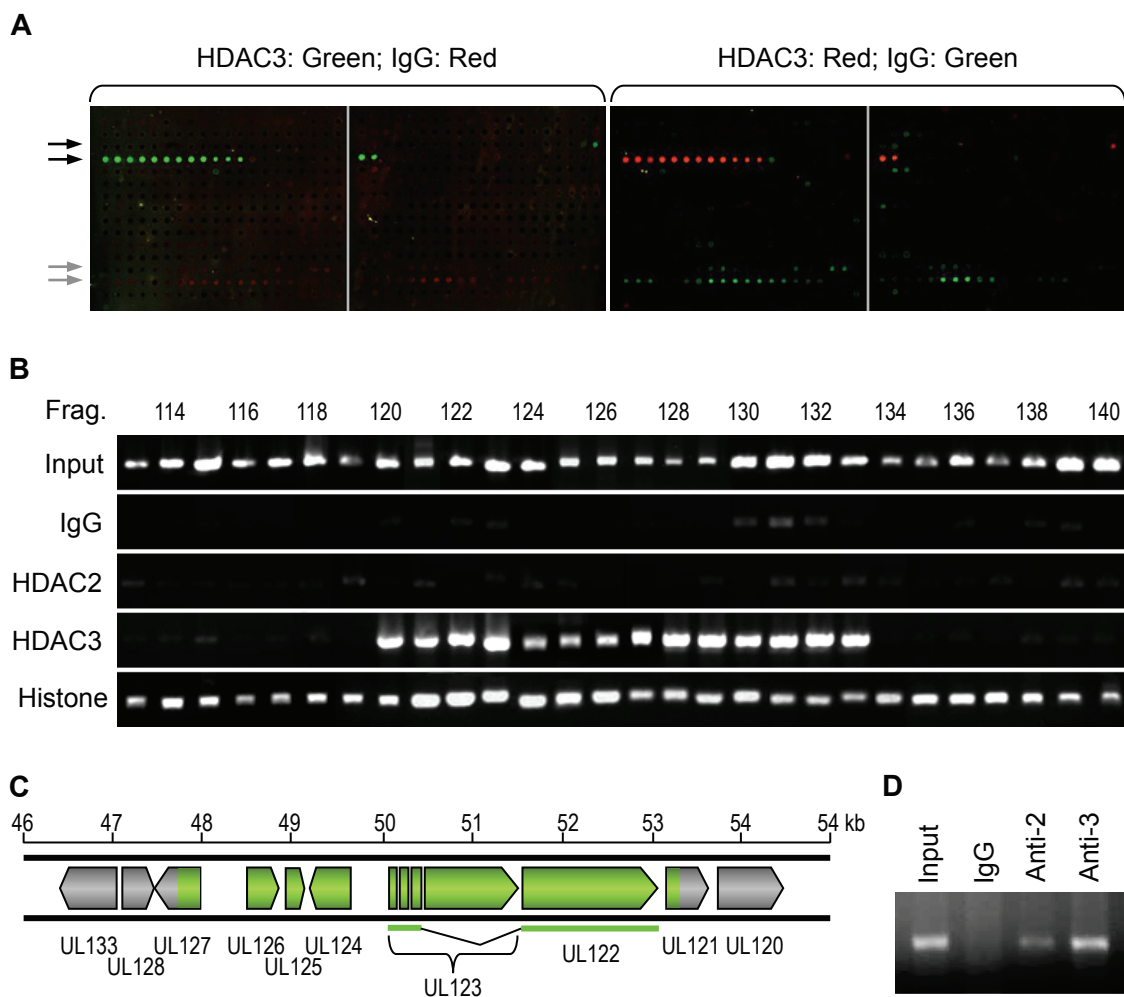 A
HDAC3: Green; IgG: Red
HDAC3: Red; IgG: Green
B
Frag. 114 116 118 120 122 124 126 128 130 132 134 136 138 140
Input
IgG
HDAC2
HDAC3
Histone
C
46 47 48 49 50 51 52 53 54 kb
UL133 UL127 UL126 UL124 UL122 UL121 UL120
UL128 UL125
UL123
D
Input IgG Anti-2 Anti-3